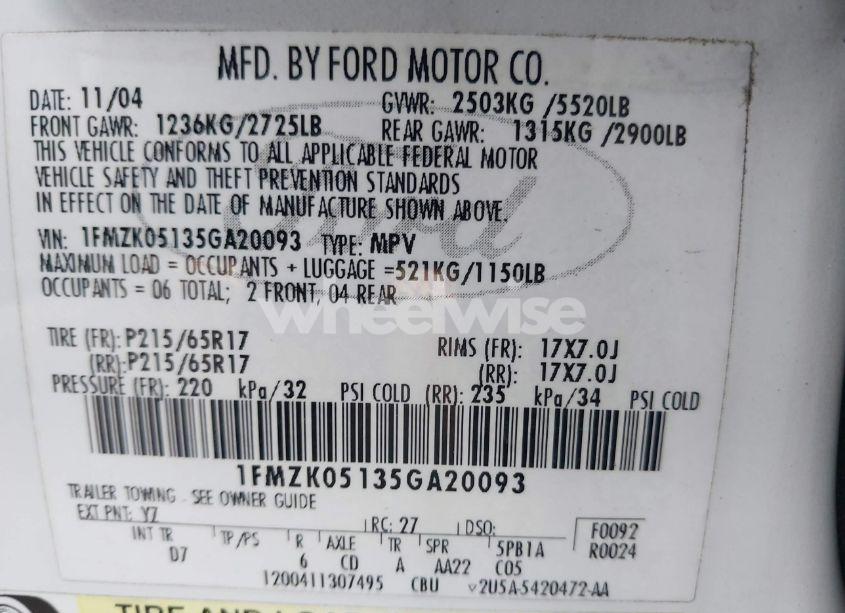 MFD. BY FORD MOTOR CO.
DATE: 11/04 GVWR: 2503KG /5520LB
FRONT GAWR: 1236KG/2725LB REAR GAWR: 1315KG /2900LB
THIS VEHICLE CONFORMS TO ALL APPLICABLE FEDERAL MOTOR
VEHICLE SAFETY AND THEFT PREVENTION STANDARDS
IN EFFECT ON THE DATE OF MANUFACTURE SHOWN ABOVE.
Ford
VIN: 1FMZK05135GA20093 TYPE: MPV
MAXIMUM LOAD = OCCUPANTS + LUGGAGE =521KG/1150LB
OCCUPANTS = 06 TOTAL; 2 FRONT, 04 REAR
wheelwise
TIRE (FR): P215/65R17 RIMS (FR): 17X7.0J
(RR): P215/65R17 (RR): 17X7.0J
PRESSURE (FR): 220 kPa/32 PSI COLD (RR): 235 kPa/34 PSI COLD
1FMZK05135GA20093
TRAILER TOWING - SEE OWNER GUIDE
EXT PNT: YZ RC: 27 DSO: F0092
INT TR TP/PS R AXLE TR SPR 5PB1A R0024
D7 6 CD A AA22 C05
1200411307495 CBU v2U5A-5420472-AA